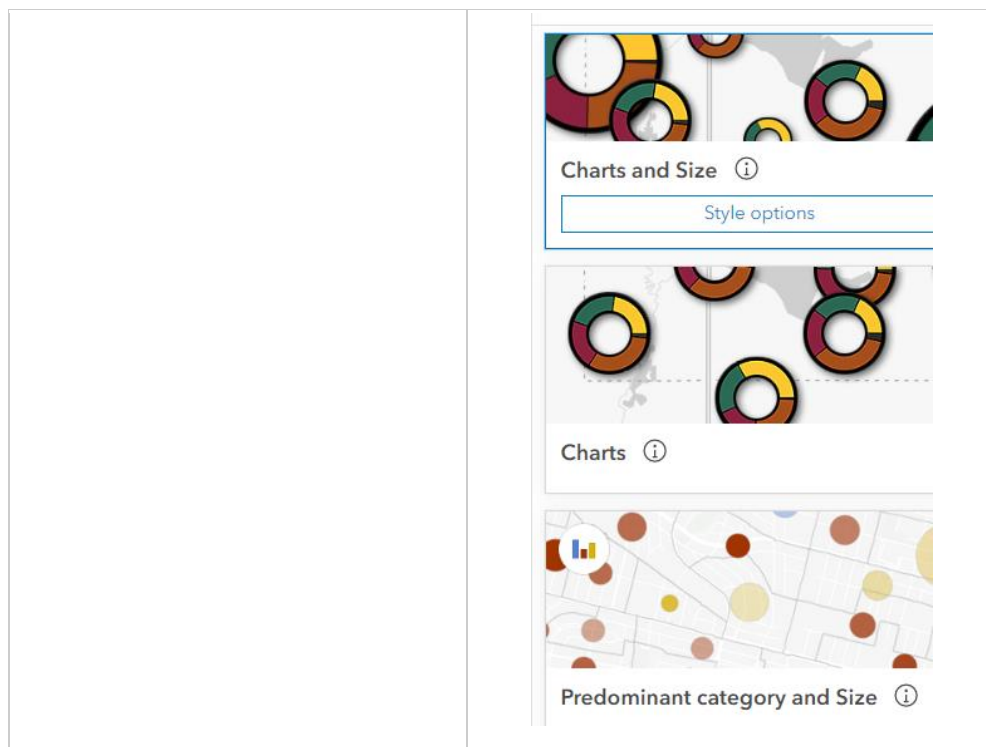 Charts and Size
Style options
Charts
Predominant category and Size